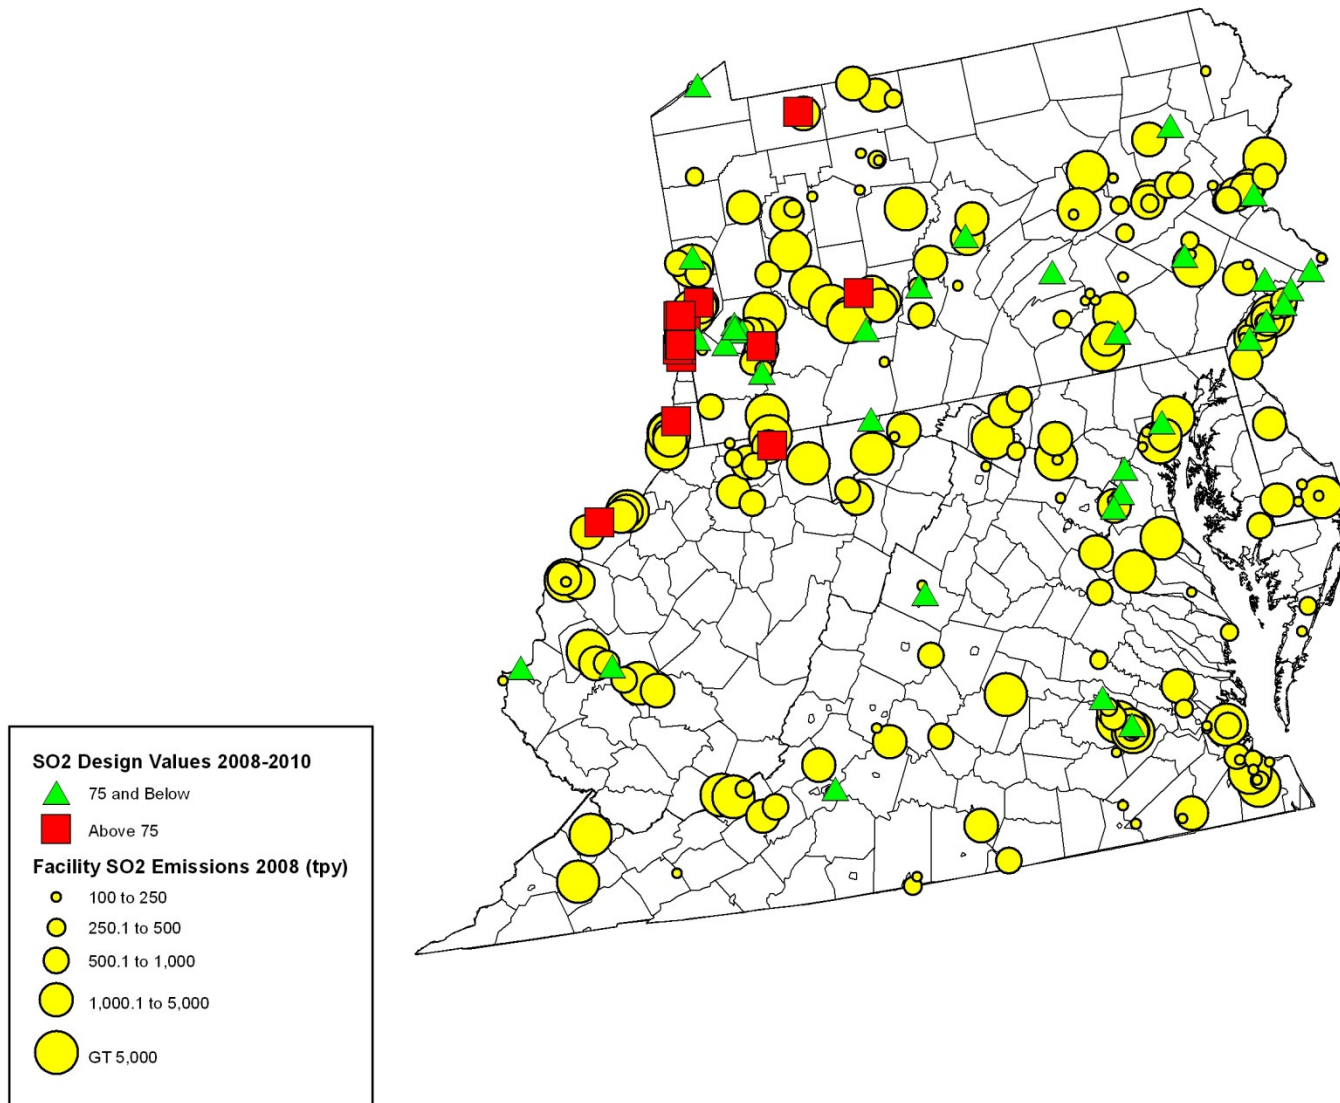 SO2 Design Values 2008-2010
75 and Below
Above 75
Facility SO2 Emissions 2008 (tpy)
100 to 250
250.1 to 500
500.1 to 1,000
1,000.1 to 5,000
GT 5,000